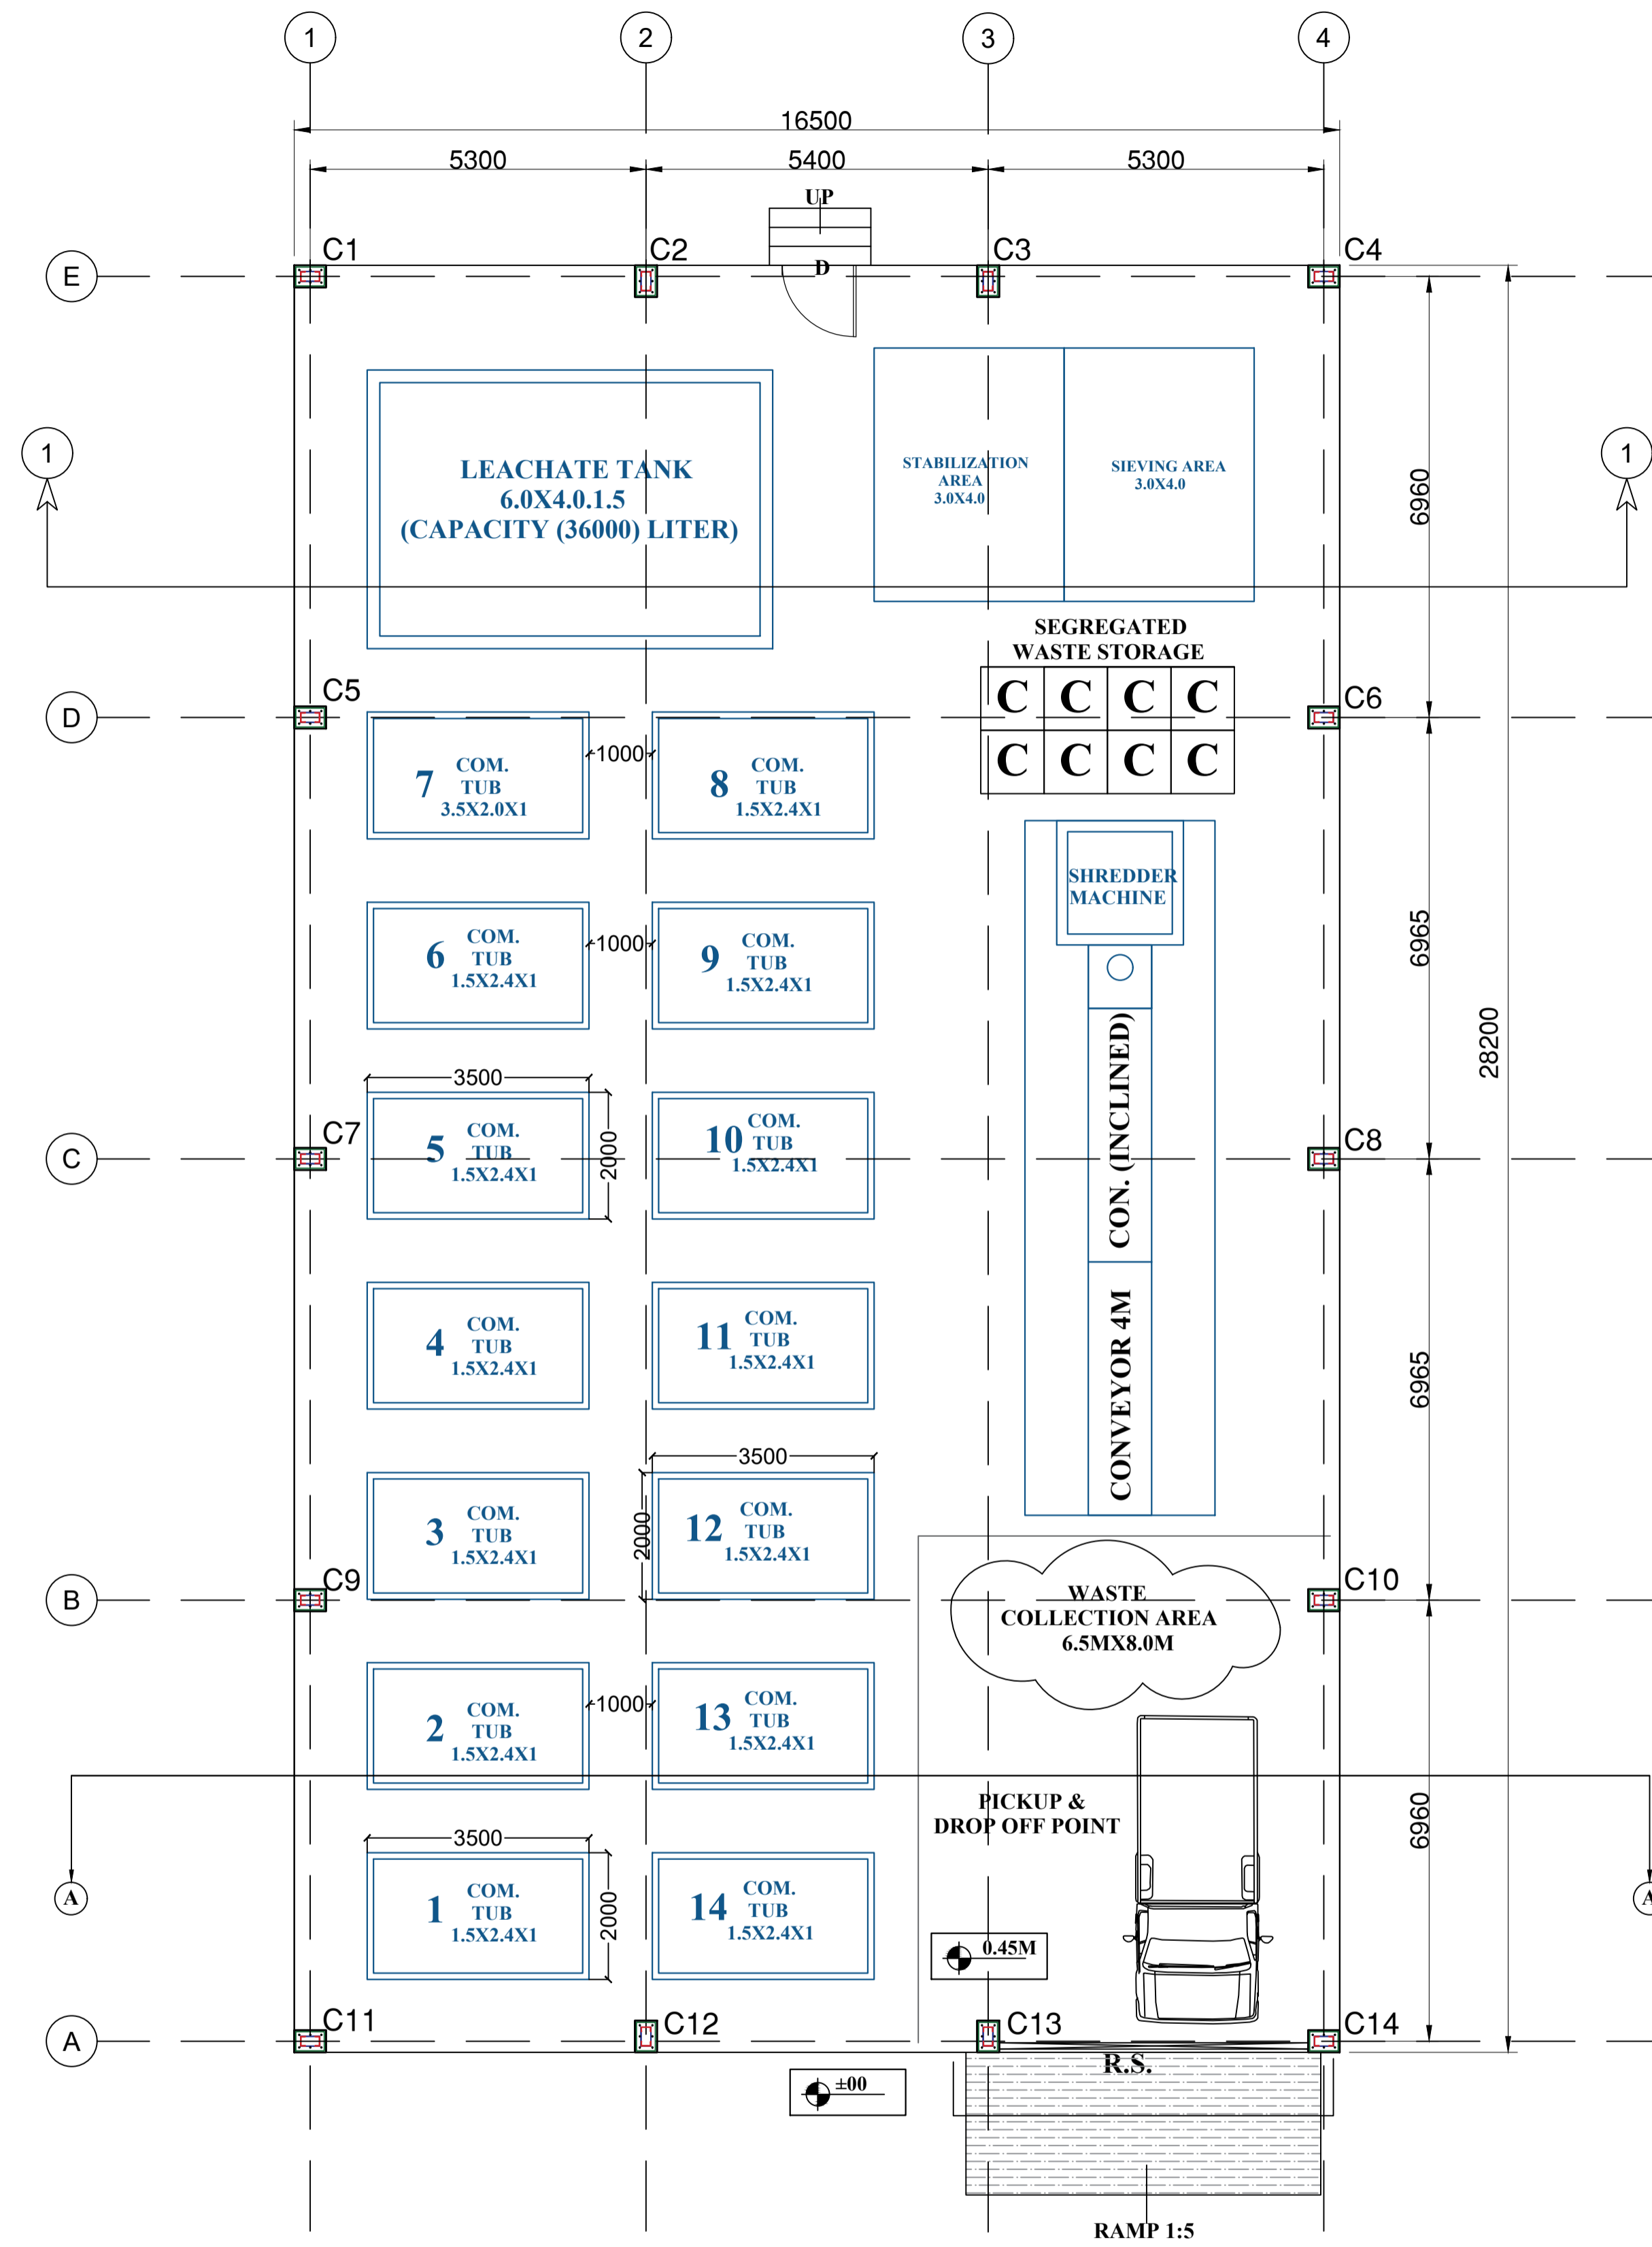 1 2 3 4
16500
5300 5400 5300
UP
C1 C2 C3 C4
E
D
1 1
LEACHATE TANK
6.0X4.0.1.5
(CAPACITY (36000) LITER)
STABILIZATION
AREA
3.0X4.0
SIEVING AREA
3.0X4.0
6960
SEGREGATED
WASTE STORAGE
C C C C
C C C C
C5 C6
D
7 COM.
TUB
3.5X2.0X1
1000
8 COM.
TUB
1.5X2.4X1
SHREDDER
MACHINE
6 COM.
TUB
1.5X2.4X1
1000
9 COM.
TUB
1.5X2.4X1
6965
28200
CON. (INCLINED)
3500
C7 C8
C
5 COM.
TUB
1.5X2.4X1
2000
10 COM.
TUB
1.5X2.4X1
4 COM.
TUB
1.5X2.4X1
11 COM.
TUB
1.5X2.4X1
CONVEYOR 4M
6965
3500
3 COM.
TUB
1.5X2.4X1
2000
12 COM.
TUB
1.5X2.4X1
C9 C10
B
WASTE
COLLECTION AREA
6.5MX8.0M
2 COM.
TUB
1.5X2.4X1
1000
13 COM.
TUB
1.5X2.4X1
PICKUP &
DROP OFF POINT
6960
3500
A A
1 COM.
TUB
1.5X2.4X1
2000
14 COM.
TUB
1.5X2.4X1
0.45M
C11 C12 C13 C14
A
R.S.
±00
RAMP 1:5